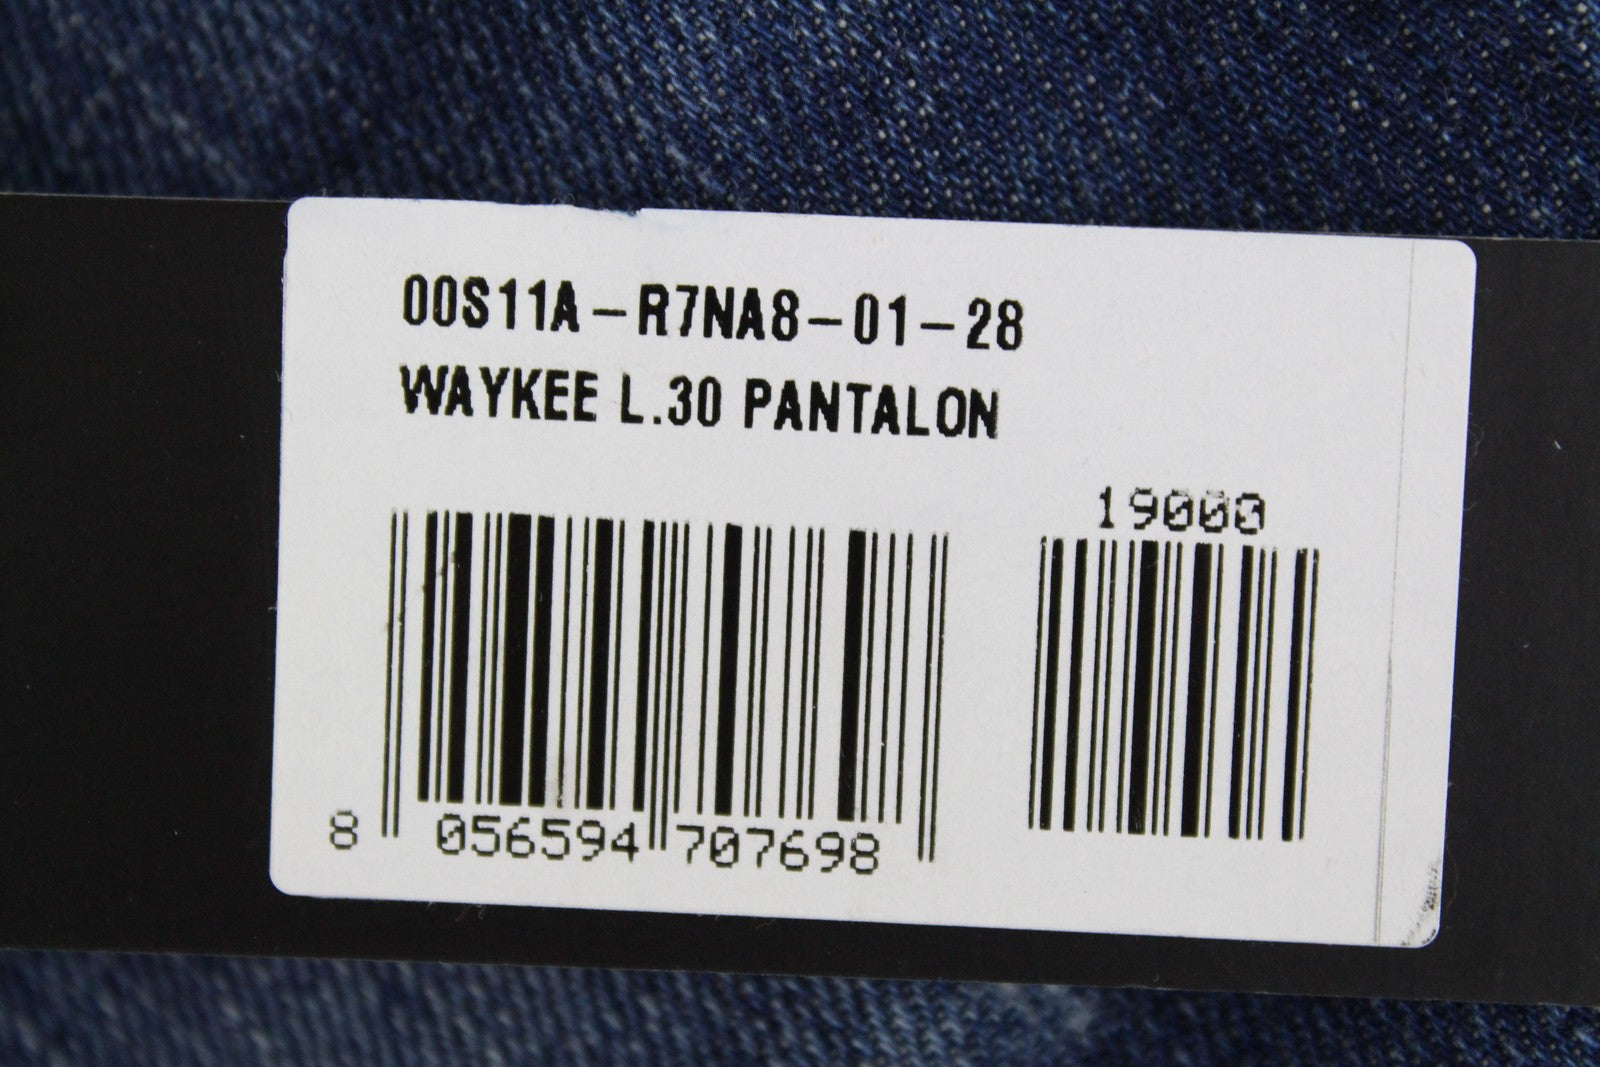 00S11A-R7NA8-01-28
WAYKEE L.30 PANTALON
19000
8 056594 707698